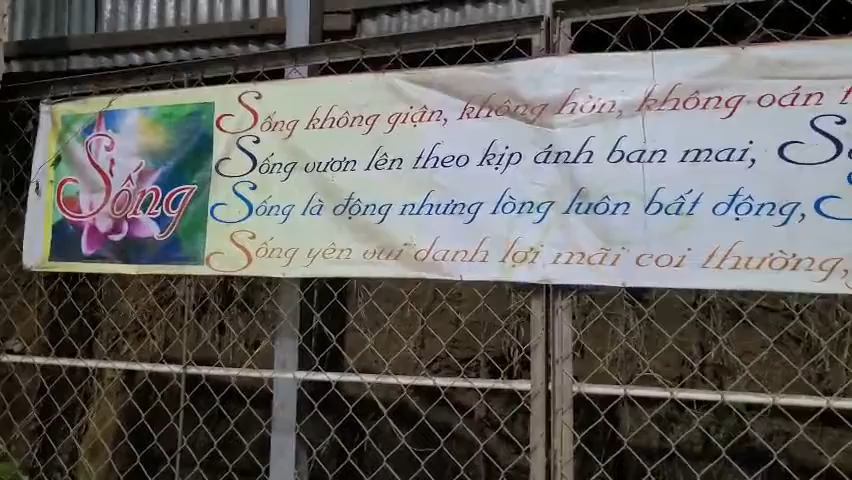 Sống
Sống không giận, không hờn, không oán
Sống vươn lên theo kịp ánh ban mai,
Sống là động nhưng lòng luôn bất động,
Sống yên vui danh lợi mãi coi thường,